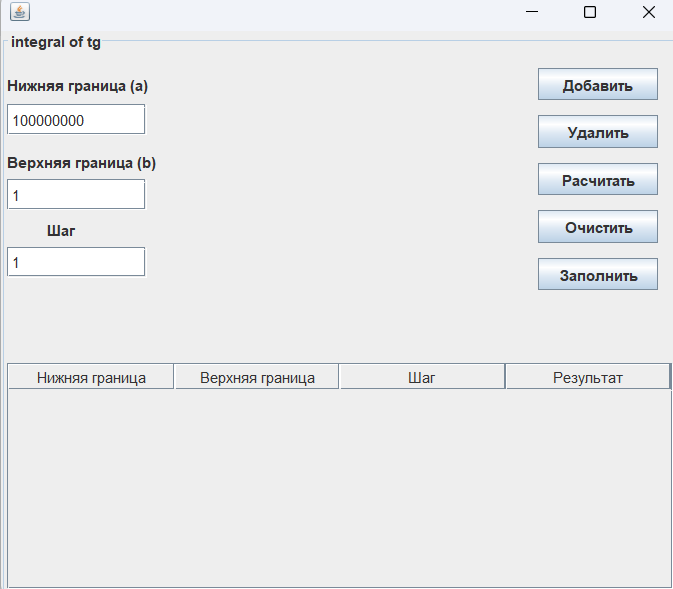 integral of tg
Нижняя граница (a)
100000000
Верхняя граница (b)
1
Шаг
1
Добавить
Удалить
Расчитать
Очистить
Заполнить
Нижняя граница Верхняя граница Шаг Результат